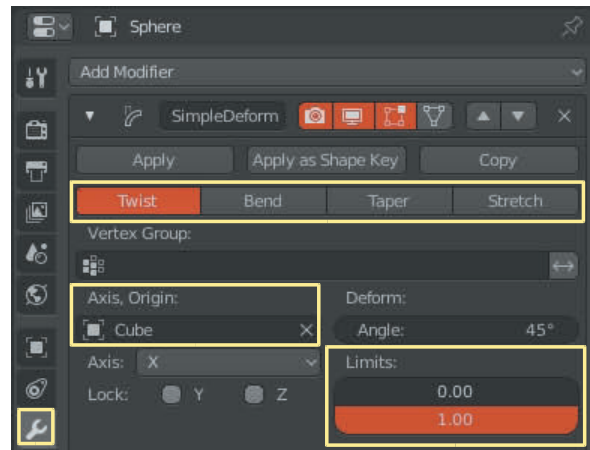 Sphere
Add Modifier
SimpleDeform
Apply Apply as Shape Key Copy
Twist Bend Taper Stretch
Vertex Group:
Axis, Origin: Deform:
Cube Angle: 45°
Axis: X Limits:
Lock: Y Z 0.00
1.00